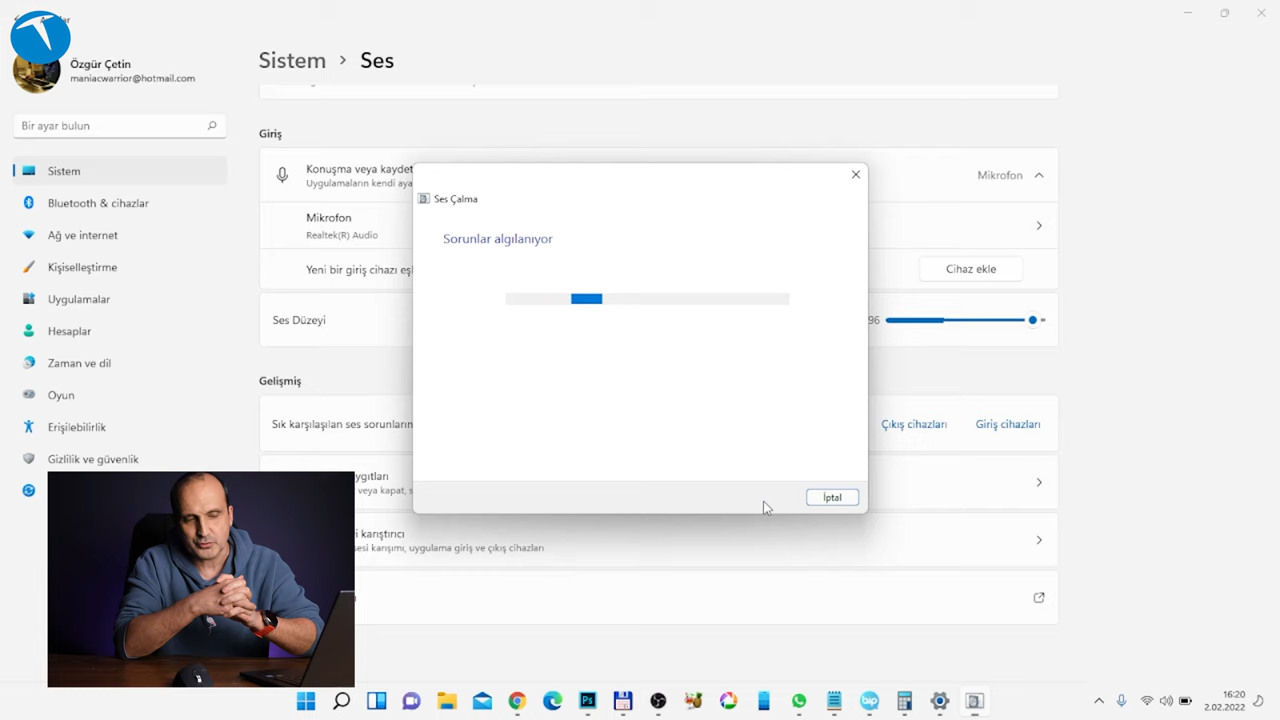 Özgür Çetin
maniacwarrior@hotmail.com
Bir ayar bulun
Sistem
Bluetooth & cihazlar
Ağ ve internet
Kişiselleştirme
Uygulamalar
Hesaplar
Zaman ve dil
Oyun
Erişilebilirlik
Gizlilik ve güvenlik
Sistem > Ses
Giriş
Konuşma veya kaydet
Uygulamaların kendi aya
Mikrofon
Mikrofon
Realtek(R) Audio
Yeni bir giriş cihazı eşl
Cihaz ekle
Ses Düzeyi
96
Gelişmiş
Sık karşılaşılan ses sorunların
Çıkış cihazları
Giriş cihazları
ygıtları
veya kapat, s
i karıştırıcı
sesi karışımı, uygulama giriş ve çıkış cihazları
Ses Çalma
Sorunlar algılanıyor
İptal
Ps
bip
16:20
2.02.2022